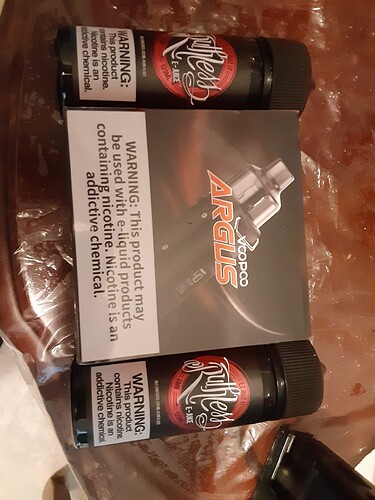 WARNING:
This product
contains nicotine.
Nicotine is an
addictive chemical.
Ruthless
E-JUICE
WARNING: This product may
be used with e-liquid products
containing nicotine. Nicotine is an
addictive chemical.
VOOPOO
ARGUS
WARNING:
This product
contains nicotine.
Nicotine is an
addictive chemical.
Ruthless
E-JUICE